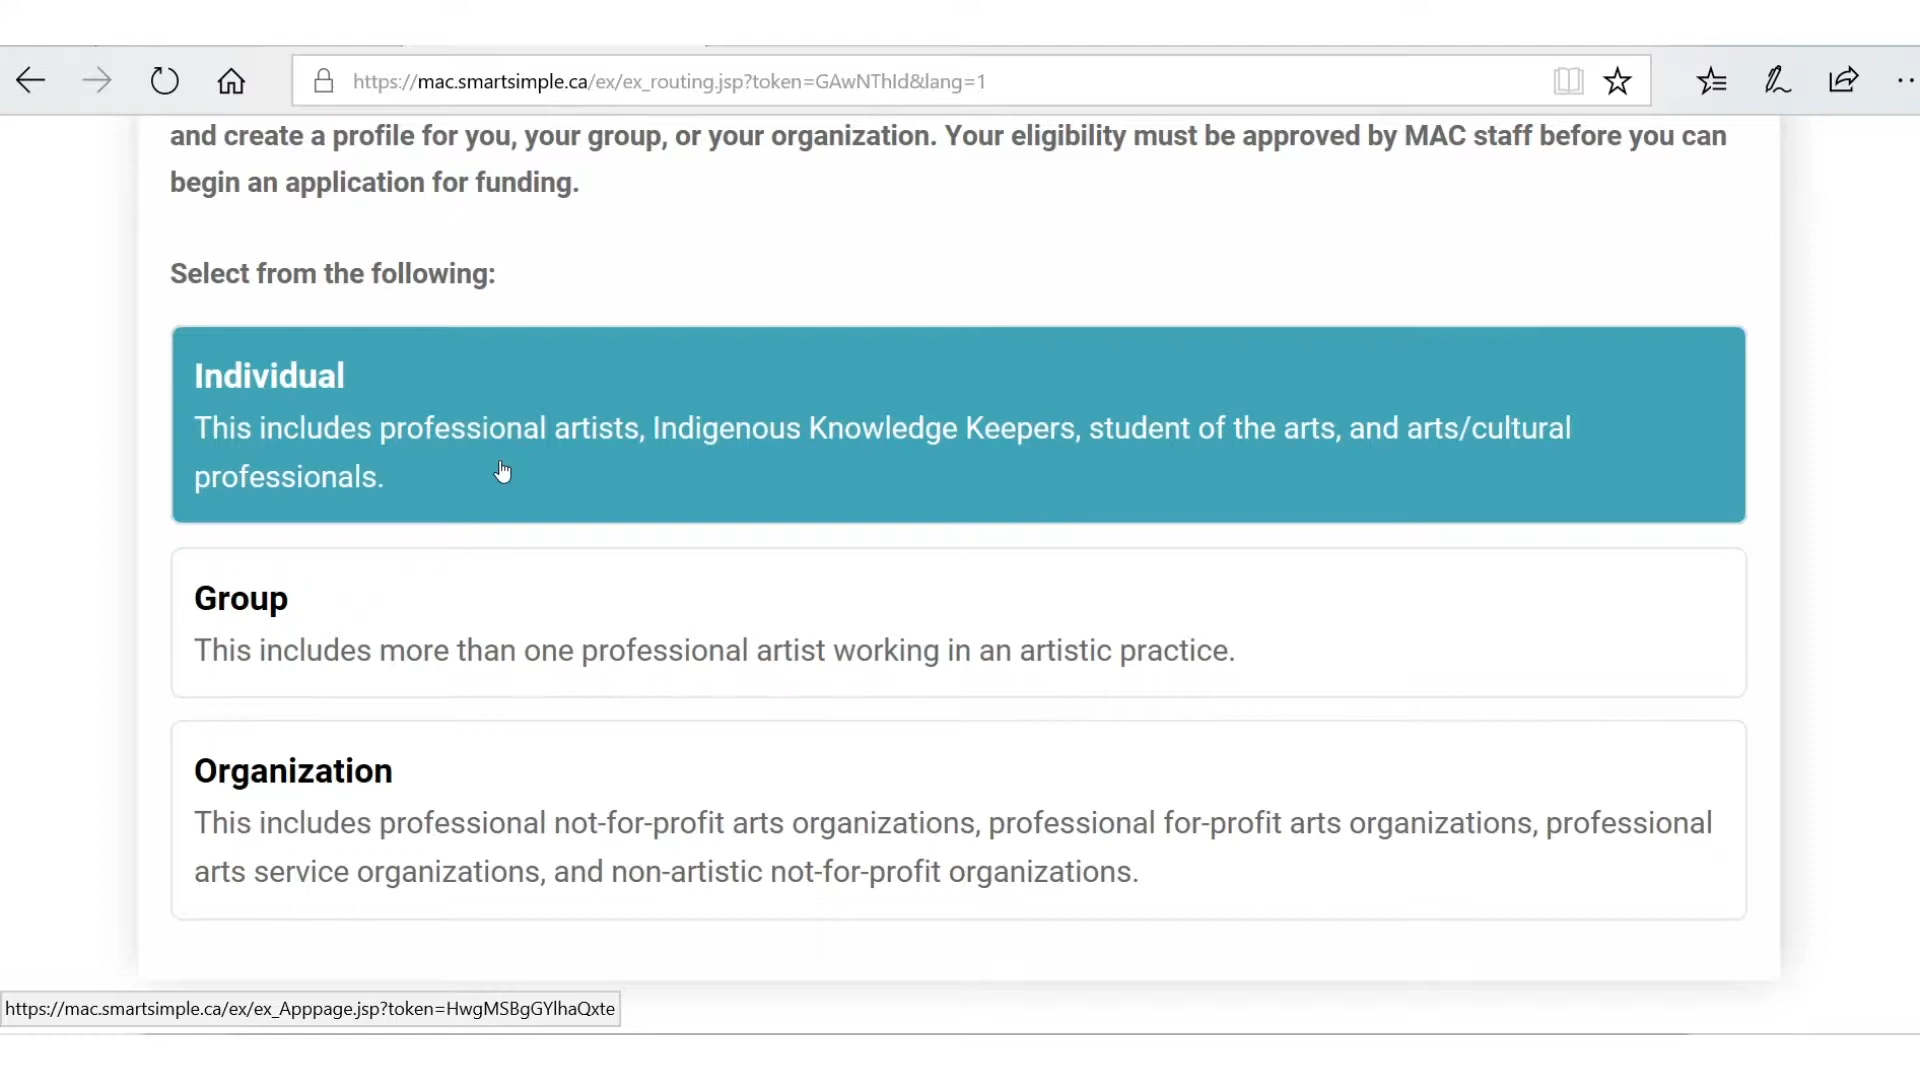 https://mac.smartsimple.ca/ex/ex_routing.jsp?token=GAwNThId&lang=1
and create a profile for you, your group, or your organization. Your eligibility must be approved by MAC staff before you can
begin an application for funding.
Select from the following:
Individual
This includes professional artists, Indigenous Knowledge Keepers, student of the arts, and arts/cultural
professionals.
Group
This includes more than one professional artist working in an artistic practice.
Organization
This includes professional not-for-profit arts organizations, professional for-profit arts organizations, professional
arts service organizations, and non-artistic not-for-profit organizations.
https://mac.smartsimple.ca/ex/ex_Apppage.jsp?token=HwgMSBgGYlhaQxte